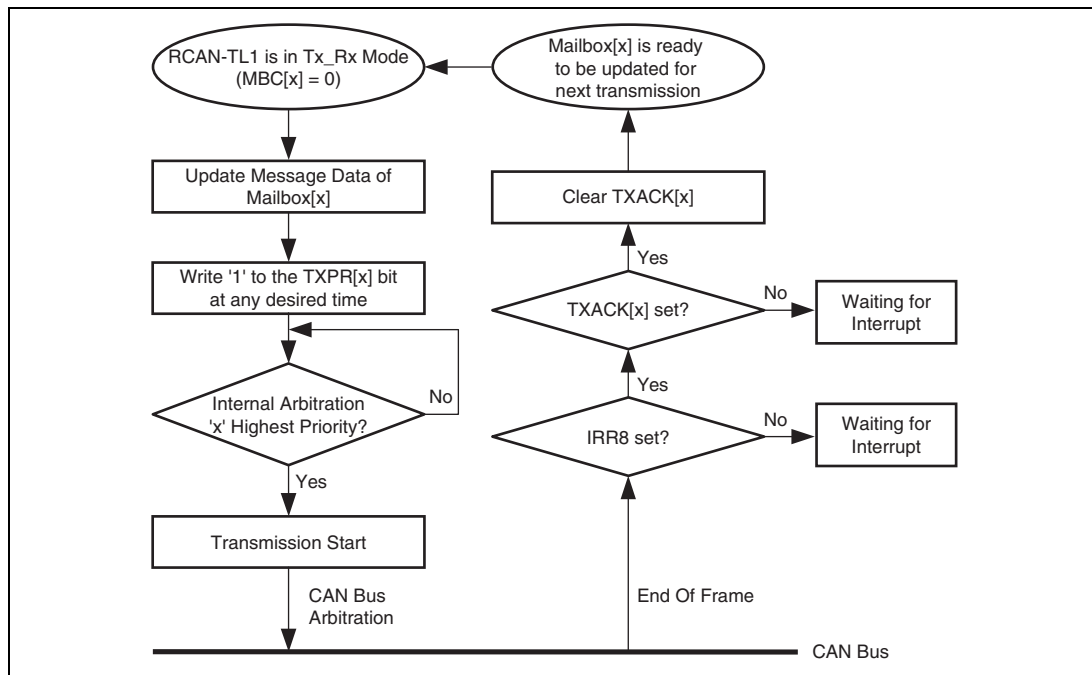 RCAN-TL1 is in Tx_Rx Mode
(MBC[x] = 0)
Update Message Data of
Mailbox[x]
Write '1' to the TXPR[x] bit
at any desired time
No
Internal Arbitration
'x' Highest Priority?
Yes
Transmission Start
CAN Bus
Arbitration
Mailbox[x] is ready
to be updated for
next transmission
Clear TXACK[x]
Yes
TXACK[x] set?
No
Waiting for
Interrupt
Yes
IRR8 set?
No
Waiting for
Interrupt
End Of Frame
CAN Bus